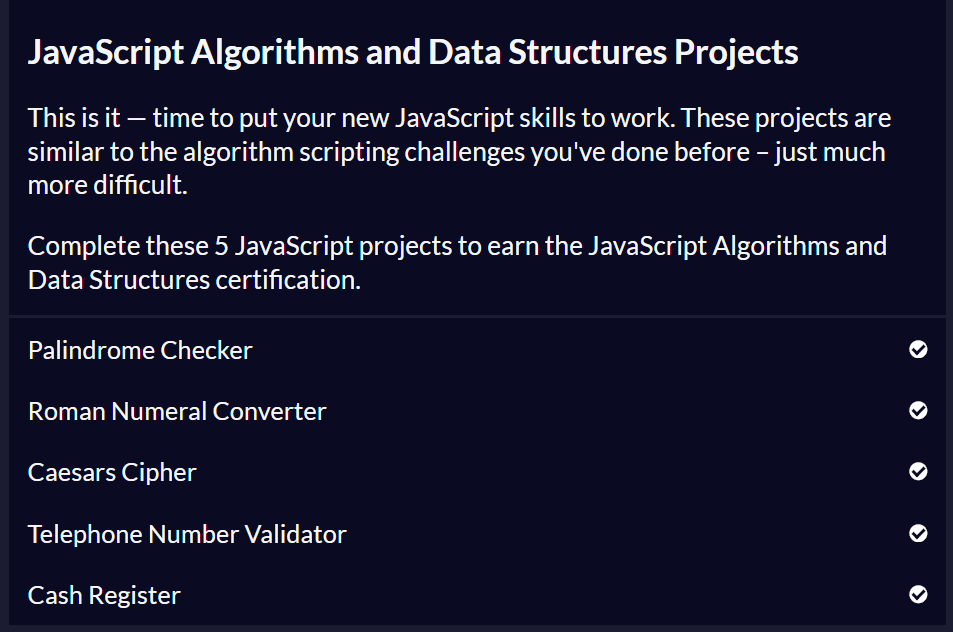 JavaScript Algorithms and Data Structures Projects
This is it — time to put your new JavaScript skills to work. These projects are
similar to the algorithm scripting challenges you've done before – just much
more difficult.
Complete these 5 JavaScript projects to earn the JavaScript Algorithms and
Data Structures certification.
Palindrome Checker
Roman Numeral Converter
Caesars Cipher
Telephone Number Validator
Cash Register